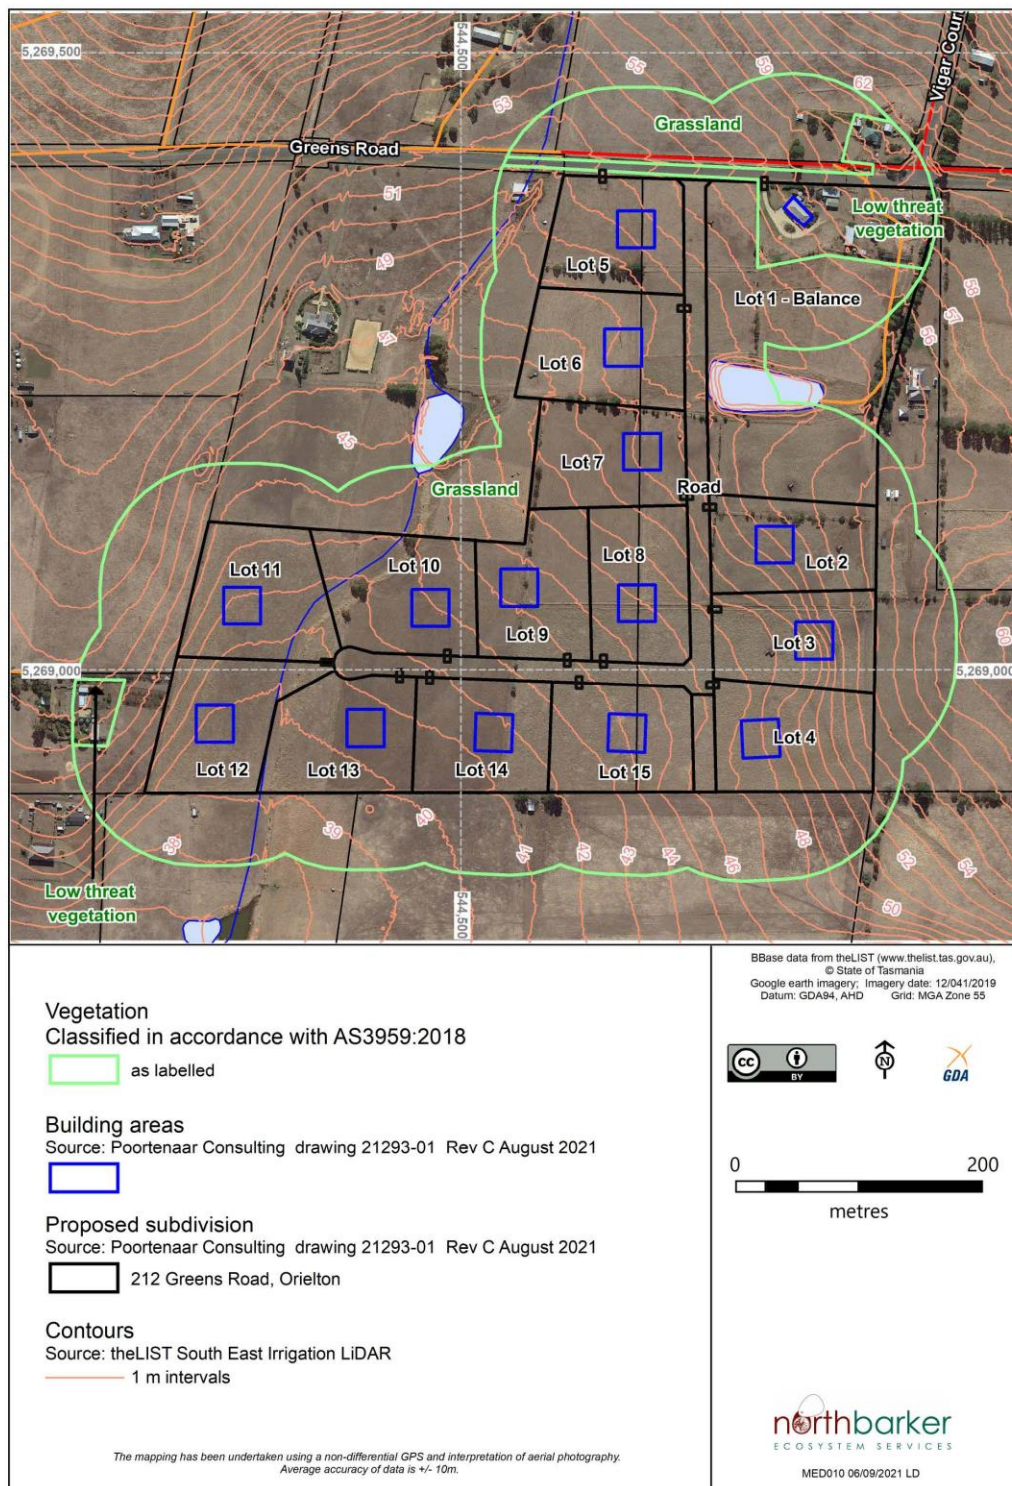 5,269,500
544,500
55
59
62
Vigar Court
53
Grassland
Greens Road
51
Low threat
vegetation
49
Lot 5
58
Lot 1 - Balance
57
47
56
Lot 6
45
Lot 7
Grassland
Road
Lot 8
Lot 11
Lot 10
Lot 2
Lot 9
Lot 3
60
5,269,000
5,269,000
Lot 4
Lot 12
Lot 13
Lot 14
Lot 15
40
39
38
41
42
43
44
46
48
52
54
50
544,500
Low threat
vegetation
BBase data from theLIST (www.thelist.tas.gov.au),
© State of Tasmania
Google earth imagery; Imagery date: 12/041/2019
Datum: GDA94, AHD Grid: MGA Zone 55
Vegetation
Classified in accordance with AS3959:2018
as labelled
cc
BY
N
GDA
Building areas
Source: Poortenaar Consulting drawing 21293-01 Rev C August 2021
0 200
metres
Proposed subdivision
Source: Poortenaar Consulting drawing 21293-01 Rev C August 2021
212 Greens Road, Orielton
Contours
Source: theLIST South East Irrigation LiDAR
1 m intervals
northbarker
ECOSYSTEM SERVICES
The mapping has been undertaken using a non-differential GPS and interpretation of aerial photography.
Average accuracy of data is +/- 10m.
MED010 06/09/2021 LD